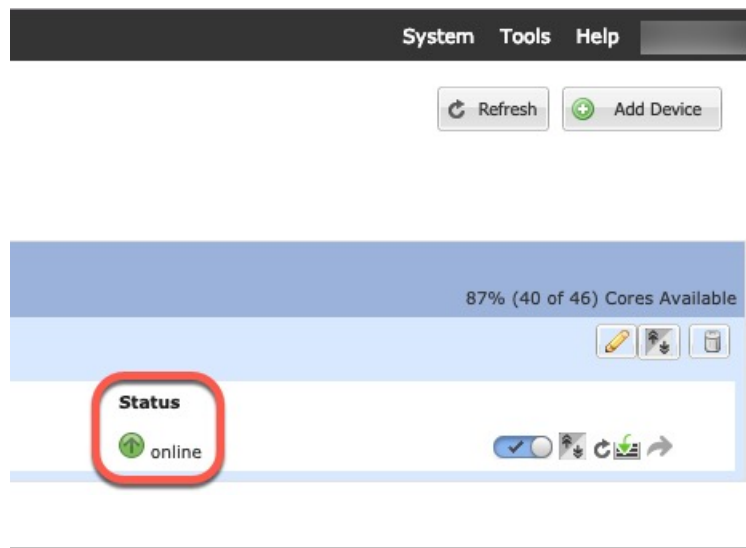 System Tools Help
Refresh Add Device
87% (40 of 46) Cores Available
Status
online